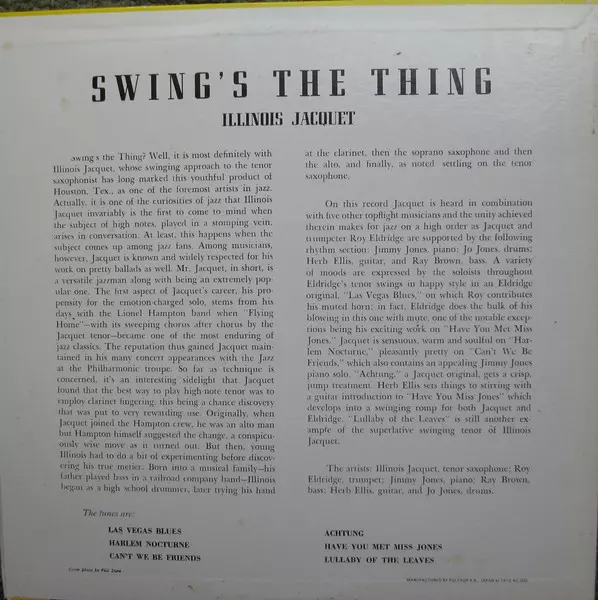 SWING'S THE THING
ILLINOIS JACQUET
Swing's the Thing? Well, it is most definitely with
Illinois Jacquet, whose swinging approach to the tenor
saxophonist has long marked this youthful product of
Houston, Tex., as one of the foremost artists in jazz.
Actually, it is one of the curiosities of jazz that Illinois
Jacquet invariably is the first to come to mind when
the subject of high notes, played in a stomping vein,
arises in conversation. At least, this happens when the
subject comes up among jazz fans. Among musicians,
however, Jacquet is known and widely respected for his
work on pretty ballads as well. Mr. Jacquet, in short, is
a versatile jazzman along with being an extremely pop-
ular one. The first aspect of Jacquet's career, his pro-
pensity for the emotion-charged solo, stems from his
days with the Lionel Hampton band when "Flying
Home"—with its sweeping chorus after chorus by the
Jacquet tenor—became one of the most enduring of
jazz classics. The reputation thus gained Jacquet main-
tained in his many concert appearances with the Jazz
at the Philharmonic troupe. So far as technique is
concerned, it's an interesting sidelight that Jacquet
found that the best way to play high-note tenor was to
employ clarinet fingering, this being a chance discovery
that was put to very rewarding use. Originally, when
Jacquet joined the Hampton crew, he was an alto man
but Hampton himself suggested the change, a conspicu-
ously wise move as it turned out. But then, young
Illinois had to do a bit of experimenting before discov-
ering his true metier. Born into a musical family—his
father played bass in a railroad company band—Illinois
began as a high school drummer, later trying his hand
at the clarinet, then the soprano saxophone and then
the alto, and finally, as noted settling on the tenor
saxophone.
On this record Jacquet is heard in combination
with five other topflight musicians and the unity achieved
therein makes for jazz on a high order as Jacquet and
trumpeter Roy Eldridge are supported by the following
rhythm section: Jimmy Jones, piano; Jo Jones, drums;
Herb Ellis, guitar, and Ray Brown, bass. A variety
of moods are expressed by the soloists throughout
Eldridge's tenor swings in happy style in an Eldridge
original, "Las Vegas Blues," on which Roy contributes
his muted horn; in fact, Eldridge does the bulk of his
blowing in this one with mute, one of the notable excep-
tions being his exciting work on "Have You Met Miss
Jones." Jacquet is sensuous, warm and soulful on "Har-
lem Nocturne," pleasantly pretty on "Can't We Be
Friends," which also contains an appealing Jimmy Jones
piano solo. "Achtung," a Jacquet original, gets a crisp,
jump treatment. Herb Ellis sets things to stirring with
a guitar introduction to "Have You Miss Jones" which
develops into a swinging romp for both Jacquet and
Eldridge. "Lullaby of the Leaves" is still another ex-
ample of the superlative swinging tenor of Illinois
Jacquet.
The artists: Illinois Jacquet, tenor saxophone; Roy
Eldridge, trumpet; Jimmy Jones, piano; Ray Brown,
bass; Herb Ellis, guitar, and Jo Jones, drums.
The tunes are:
LAS VEGAS BLUES
HARLEM NOCTURNE
CAN'T WE BE FRIENDS
ACHTUNG
HAVE YOU MET MISS JONES
LULLABY OF THE LEAVES
Cover photo by Phil Stern
MANUFACTURED BY POLYDOR K.K., JAPAN